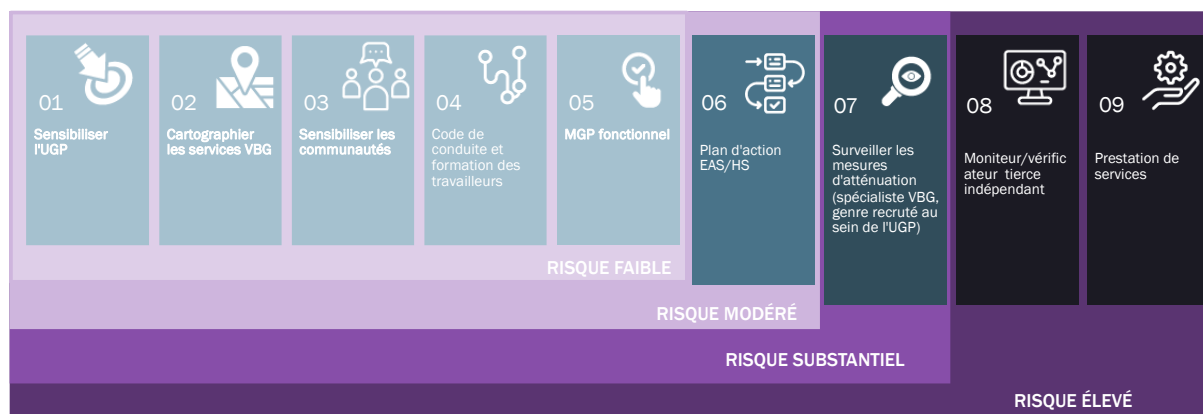 01
Sensibiliser
l'UGP
02
Cartographier
les services VBG
03
Sensibiliser les
communautés
04
Code de
conduite et
formation des
travailleurs
05
MGP fonctionnel
06
Plan d'action
EAS/HS
07
Surveiller les
mesures
d'atténuation
(spécialiste VBG,
genre recruté au
sein de l'UGP)
08
Moniteur/vérific
ateur tierce
indépendant
09
Prestation de
services
RISQUE FAIBLE
RISQUE MODÉRÉ
RISQUE SUBSTANTIEL
RISQUE ÉLEVÉ